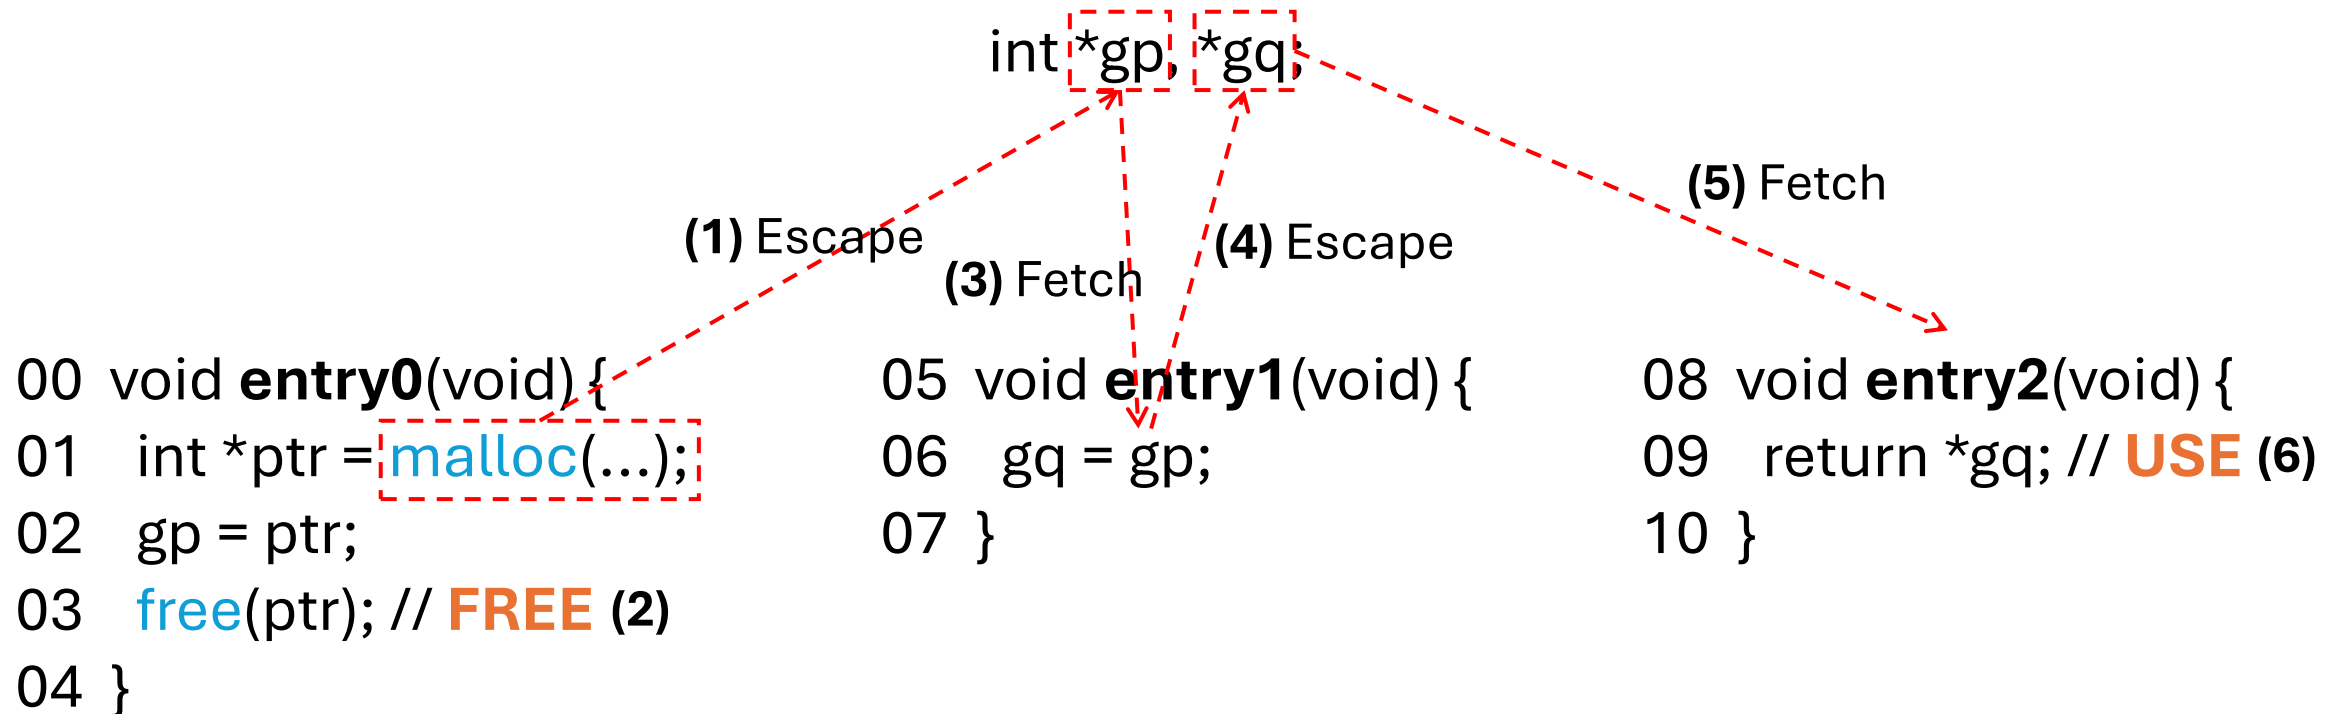 int *gp, *gq;
(5) Fetch
(1) Escape
(4) Escape
(3) Fetch
00 void entry0(void) {
01 int *ptr = malloc(...);
02 gp = ptr;
03 free(ptr); // FREE (2)
04 }
05 void entry1(void) {
06 gq = gp;
07 }
08 void entry2(void) {
09 return *gq; // USE (6)
10 }